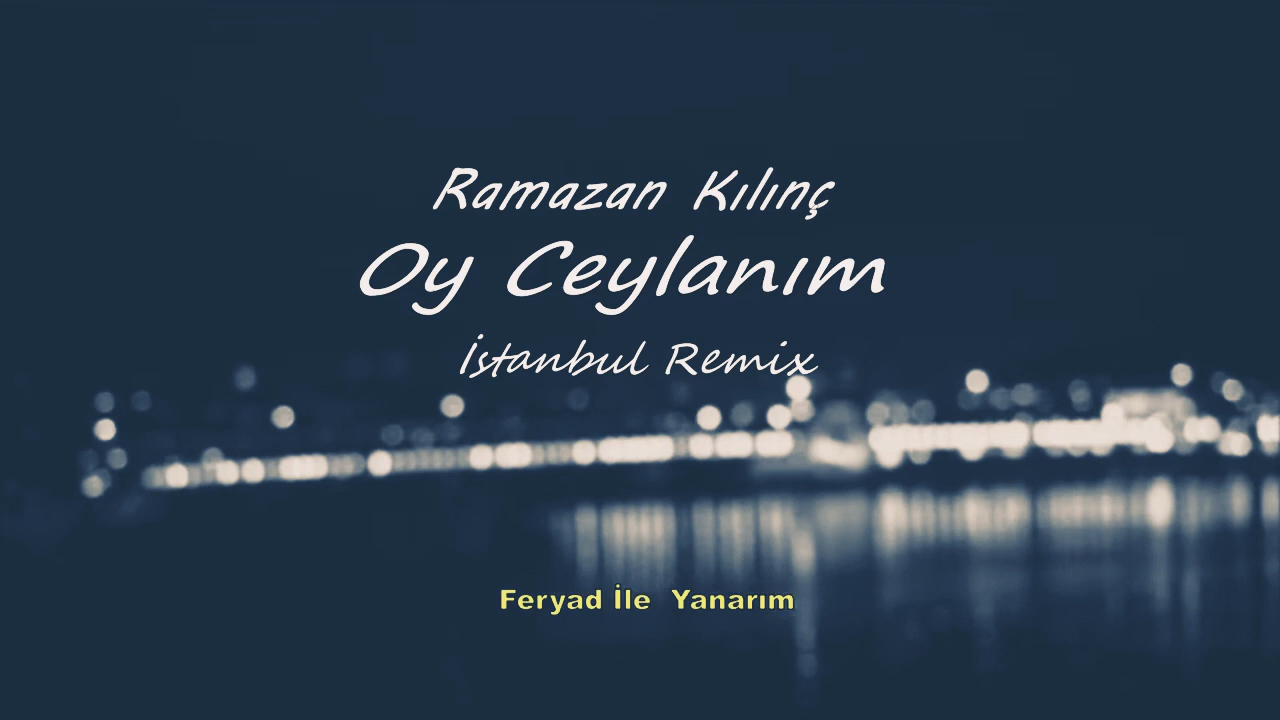 Ramazan Kılınç
Oy Ceylanım
İstanbul Remix
Feryad İle Yanarım